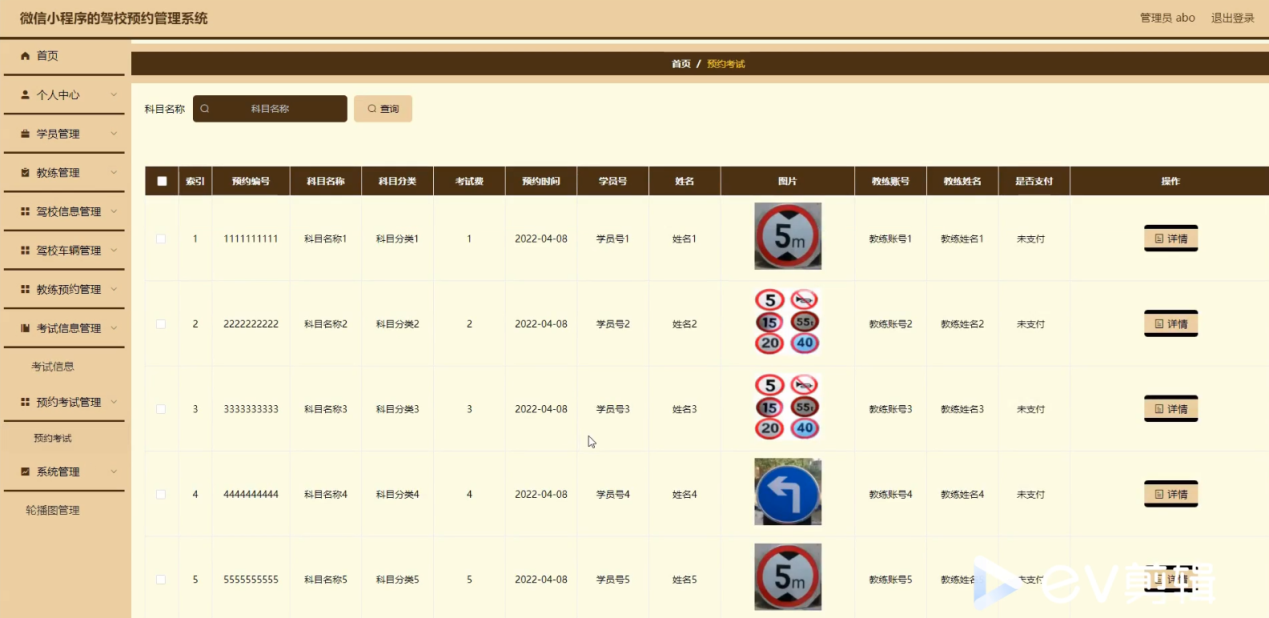 微信小程序的驾校预约管理系统
管理员 abo 退出登录
首页
个人中心
学员管理
教练管理
驾校信息管理
驾校车辆管理
教练预约管理
考试信息管理
考试信息
预约考试管理
预约考试
系统管理
轮播图管理
首页 / 预约考试
科目名称 科目名称 查询
索引 预约编号 科目名称 科目分类 考试费 预约时间 学员号 姓名 图片 教练账号 教练姓名 是否支付 操作
1 1111111111 科目名称1 科目分类1 1 2022-04-08 学员号1 姓名1 5m 教练账号1 教练姓名1 未支付 详情
2 2222222222 科目名称2 科目分类2 2 2022-04-08 学员号2 姓名2 教练账号2 教练姓名2 未支付 详情
5
15 55t
20 40
3 3333333333 科目名称3 科目分类3 3 2022-04-08 学员号3 姓名3 教练账号3 教练姓名3 未支付 详情
5
15 55t
20 40
4 4444444444 科目名称4 科目分类4 4 2022-04-08 学员号4 姓名4 教练账号4 教练姓名4 未支付 详情
5 5555555555 科目名称5 科目分类5 5 2022-04-08 学员号5 姓名5 5m 教练账号5 教练姓名5 未支付 详情
EV剪辑